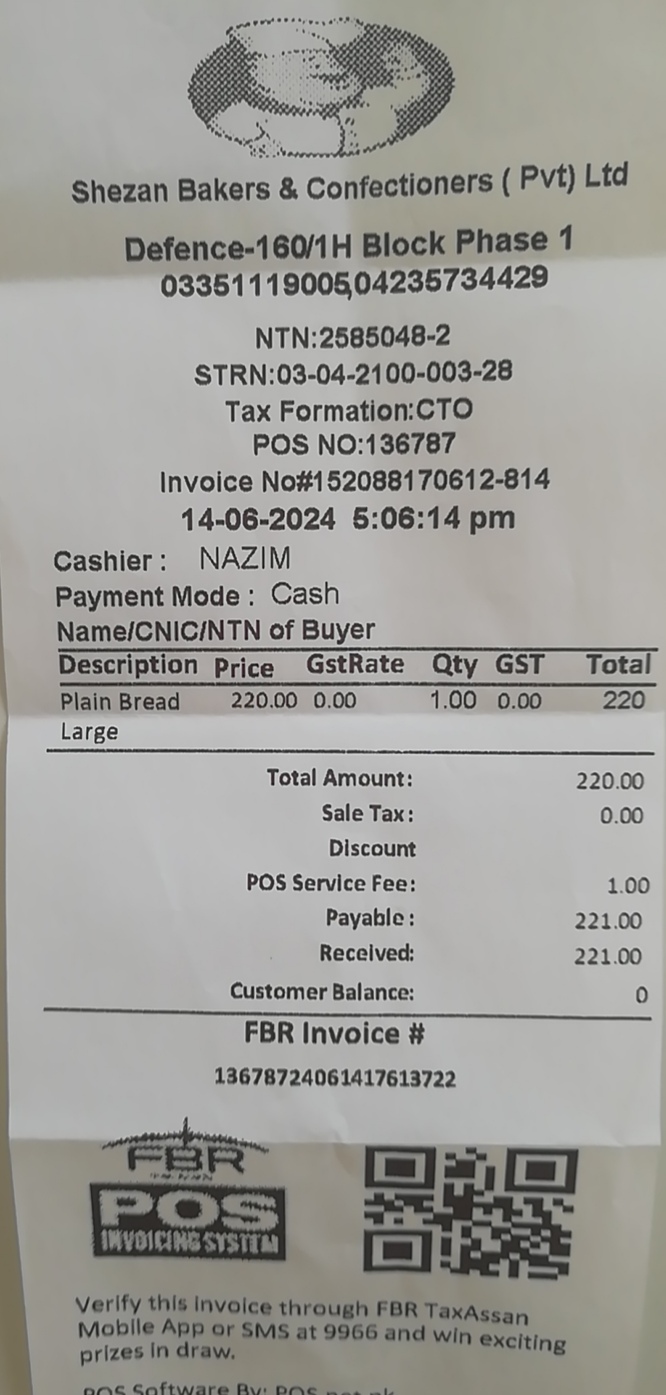 Shezan Bakers & Confectioners ( Pvt) Ltd
Defence-160/1H Block Phase 1
03351119005,04235734429
NTN:2585048-2
STRN:03-04-2100-003-28
Tax Formation:CTO
POS NO:136787
Invoice No#152088170612-814
14-06-2024 5:06:14 pm
Cashier : NAZIM
Payment Mode : Cash
Name/CNIC/NTN of Buyer
Description Price GstRate Qty GST Total
Plain Bread 220.00 0.00 1.00 0.00 220
Large
Total Amount: 220.00
Sale Tax: 0.00
Discount
POS Service Fee: 1.00
Payable: 221.00
Received: 221.00
Customer Balance: 0
FBR Invoice #
13678724061417613722
FBR
POS
INVOICING SYSTEM
Verify this invoice through FBR TaxAssan
Mobile App or SMS at 9966 and win exciting
prizes in draw.
POS Software By: POS